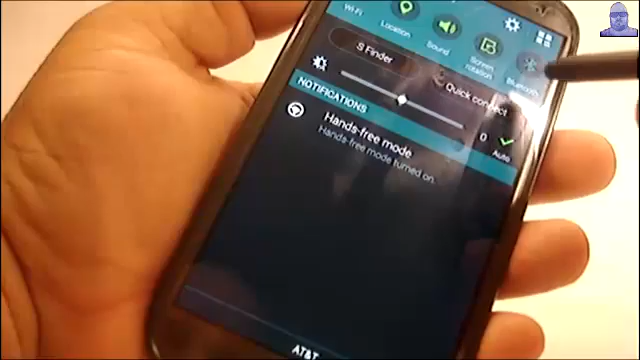 Wi-Fi
Location
Sound
Screen
rotation
Bluetooth
S Finder
Quick connect
0
Auto
NOTIFICATIONS
Hands-free mode
Hands-free mode turned on.
AT&T